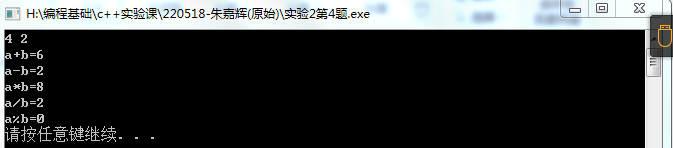 H:\编程基础\c++实验课\220518-朱嘉辉(原始)\实验2第4题.exe
4 2
a+b=6
a-b=2
a*b=8
a/b=2
a%b=0
请按任意键继续. . .